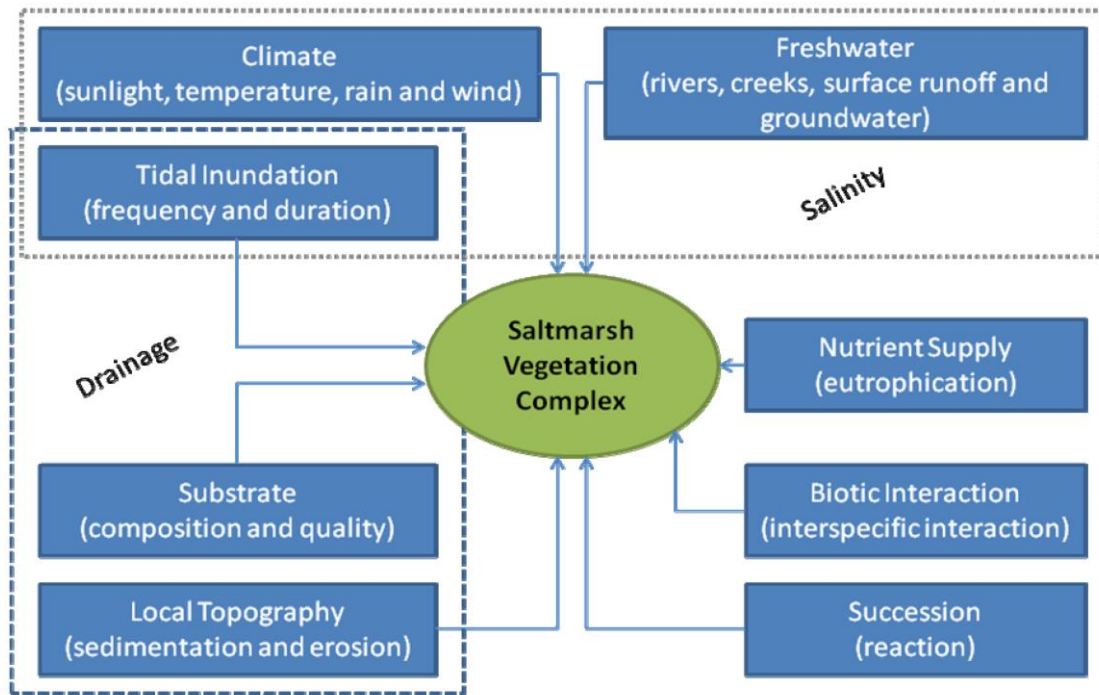 Climate
(sunlight, temperature, rain and wind)
Freshwater
(rivers, creeks, surface runoff and
groundwater)
Tidal Inundation
(frequency and duration)
Salinity
Drainage
Saltmarsh
Vegetation
Complex
Nutrient Supply
(eutrophication)
Substrate
(composition and quality)
Biotic Interaction
(interspecific interaction)
Local Topography
(sedimentation and erosion)
Succession
(reaction)